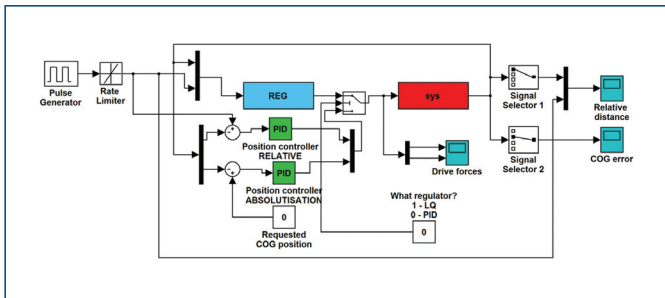 Pulse
Generator
Rate
Limiter
REG
sys
Signal
Selector 1
Relative
distance
PID
Position controller
RELATIVE
PID
Position controller
ABSOLUTISATION
Drive forces
Signal
Selector 2
COG error
0
Requested
COG position
What regulator?
1 - LQ
0 - PID
0